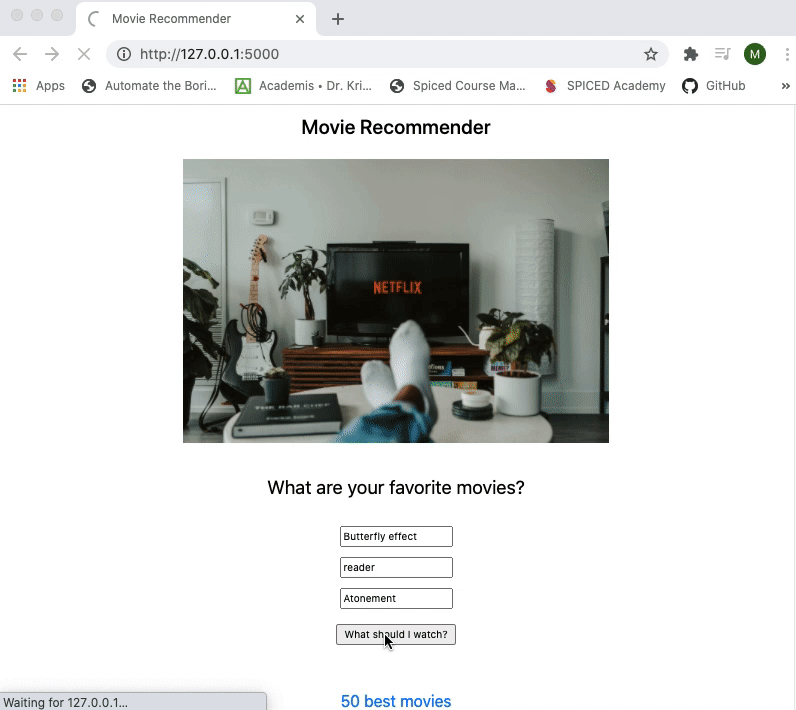 Movie Recommender
http://127.0.0.1:5000
M
Apps
Automate the Bori...
Academis • Dr. Kri...
Spiced Course Ma...
SPICED Academy
GitHub
»
Movie Recommender
NETFLIX
THE BAR CHEF
What are your favorite movies?
Butterfly effect
reader
Atonement
What should I watch?
50 best movies
Waiting for 127.0.0.1...